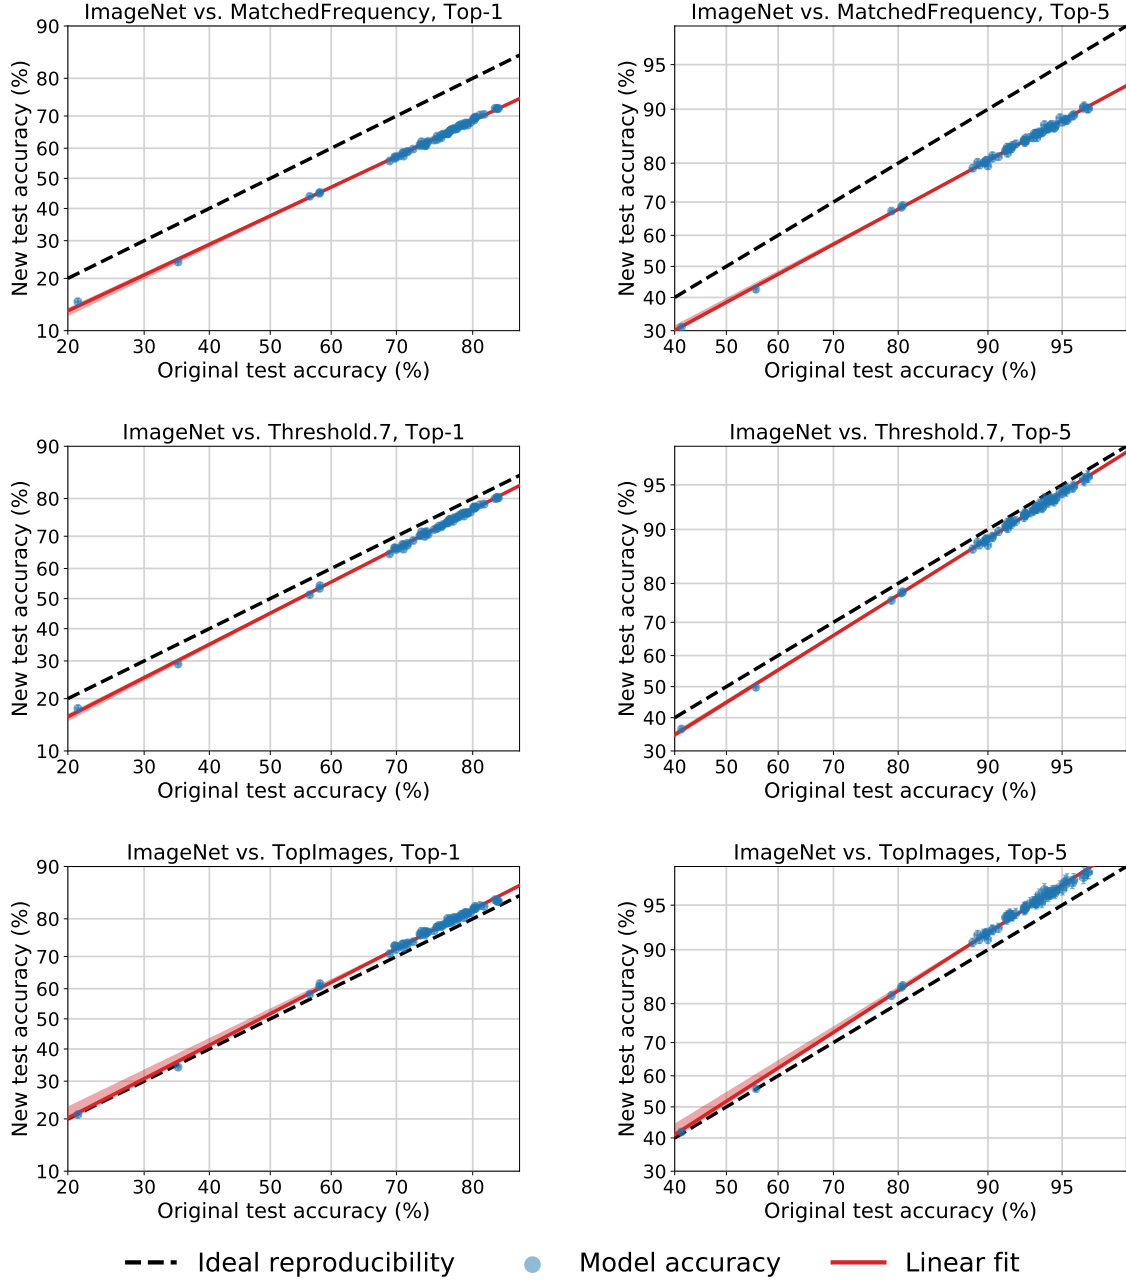 ImageNet vs. MatchedFrequency, Top-1
New test accuracy (%)
90
80
70
60
50
40
30
20
10
20 30 40 50 60 70 80
Original test accuracy (%)
ImageNet vs. MatchedFrequency, Top-5
New test accuracy (%)
95
90
80
70
60
50
40
30
40 50 60 70 80 90 95
Original test accuracy (%)
ImageNet vs. Threshold.7, Top-1
New test accuracy (%)
90
80
70
60
50
40
30
20
10
20 30 40 50 60 70 80
Original test accuracy (%)
ImageNet vs. Threshold.7, Top-5
New test accuracy (%)
95
90
80
70
60
50
40
30
40 50 60 70 80 90 95
Original test accuracy (%)
ImageNet vs. TopImages, Top-1
New test accuracy (%)
90
80
70
60
50
40
30
20
10
20 30 40 50 60 70 80
Original test accuracy (%)
ImageNet vs. TopImages, Top-5
New test accuracy (%)
95
90
80
70
60
50
40
30
40 50 60 70 80 90 95
Original test accuracy (%)
Ideal reproducibility Model accuracy Linear fit